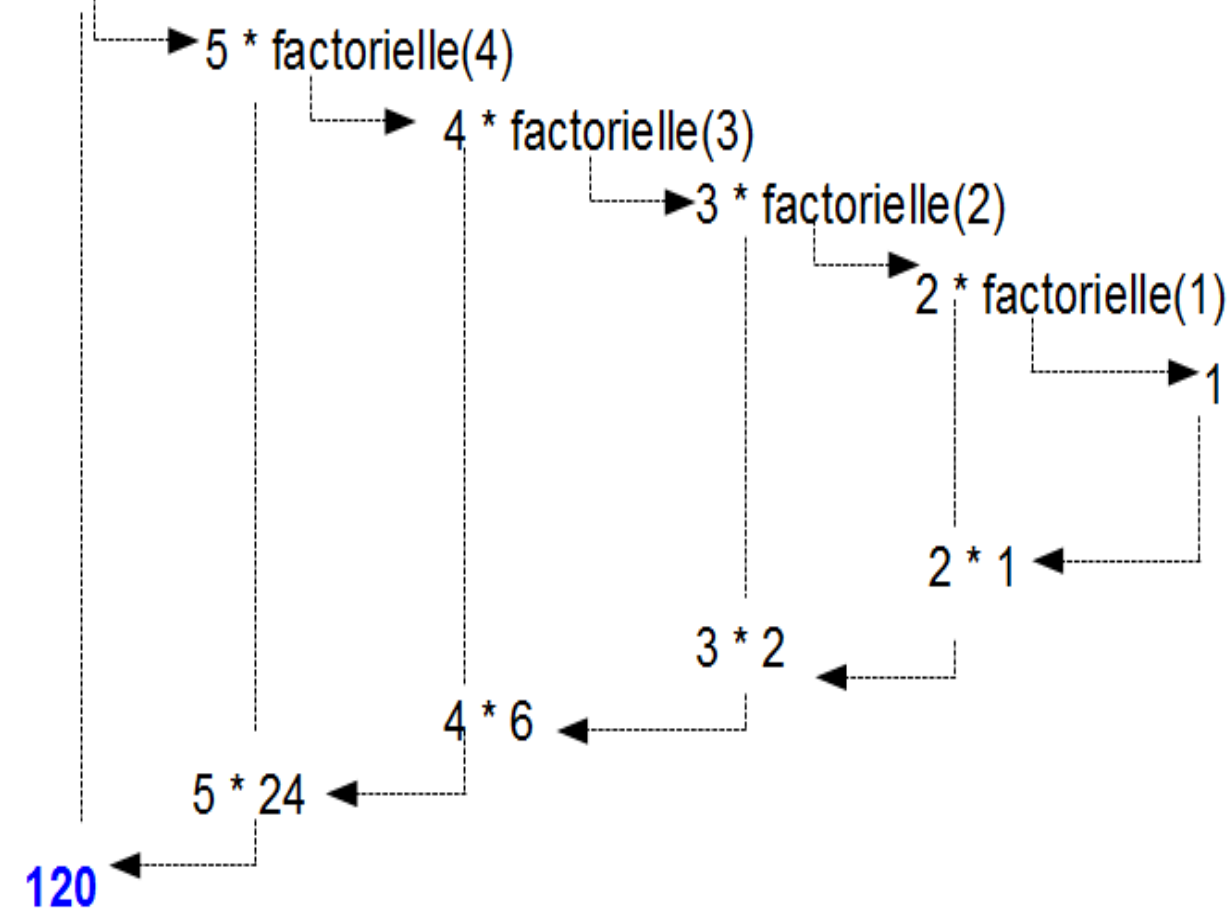 5 * factorielle(4)
4 * factorielle(3)
3 * factorielle(2)
2 * factorielle(1)
1
2 * 1
3 * 2
4 * 6
5 * 24
120